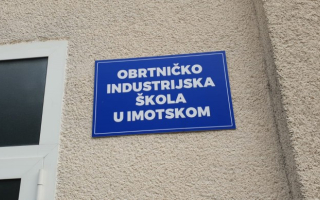 OBRTNIČKO
INDUSTRIJSKA
ŠKOLA
U IMOTSKOM